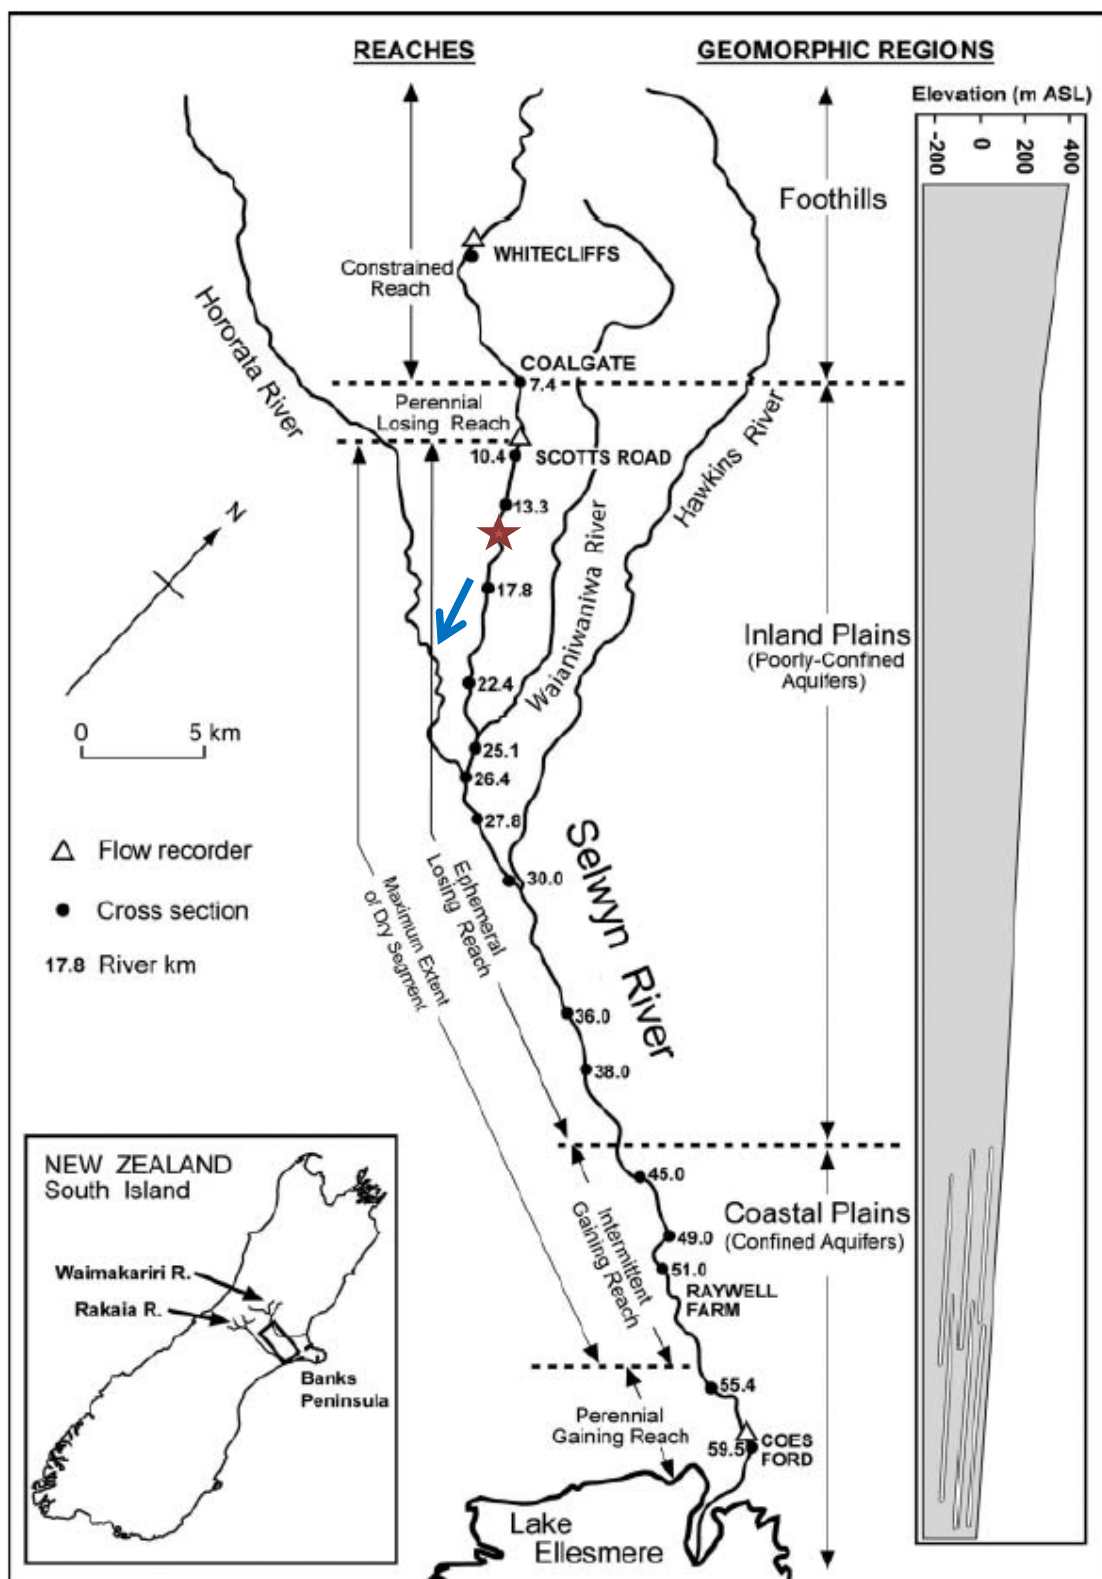 REACHES
GEOMORPHIC REGIONS
Elevation (m ASL)
-200
0
200
400
Foothills
WHITECLIFFS
Constrained
Reach
Hororata River
COALGATE
7.4
Perennial
Losing Reach
10.4
SCOTTS ROAD
Hawkins River
13.3
N
17.8
Waianiwaniwa River
Inland Plains
(Poorly-Confined
Aquifers)
22.4
0
5 km
25.1
26.4
27.8
Flow recorder
Cross section
17.8 River km
30.0
Selwyn River
Ephemeral
Losing Reach
Maximum Extent
of Dry Segment
36.0
38.0
45.0
Coastal Plains
(Confined Aquifers)
49.0
Intermittent
Gaining Reach
51.0
RAYWELL
FARM
55.4
Perennial
Gaining Reach
59.5
COES
FORD
Lake
Ellesmere
NEW ZEALAND
South Island
Waimakariri R.
Rakaia R.
Banks
Peninsula